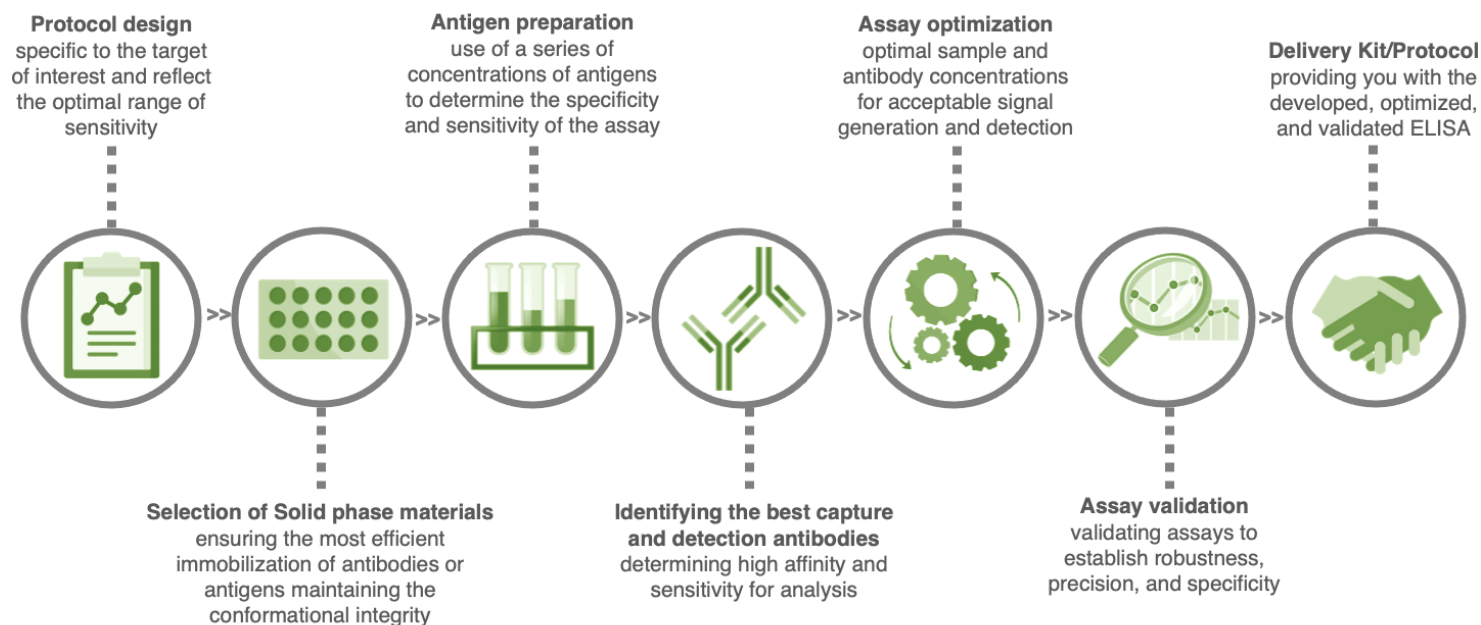 Protocol design
specific to the target
of interest and reflect
the optimal range of
sensitivity
Selection of Solid phase materials
ensuring the most efficient
immobilization of antibodies or
antigens maintaining the
conformational integrity
Antigen preparation
use of a series of
concentrations of antigens
to determine the specificity
and sensitivity of the assay
Identifying the best capture
and detection antibodies
determining high affinity and
sensitivity for analysis
Assay optimization
optimal sample and
antibody concentrations
for acceptable signal
generation and detection
Assay validation
validating assays to
establish robustness,
precision, and specificity
Delivery Kit/Protocol
providing you with the
developed, optimized,
and validated ELISA